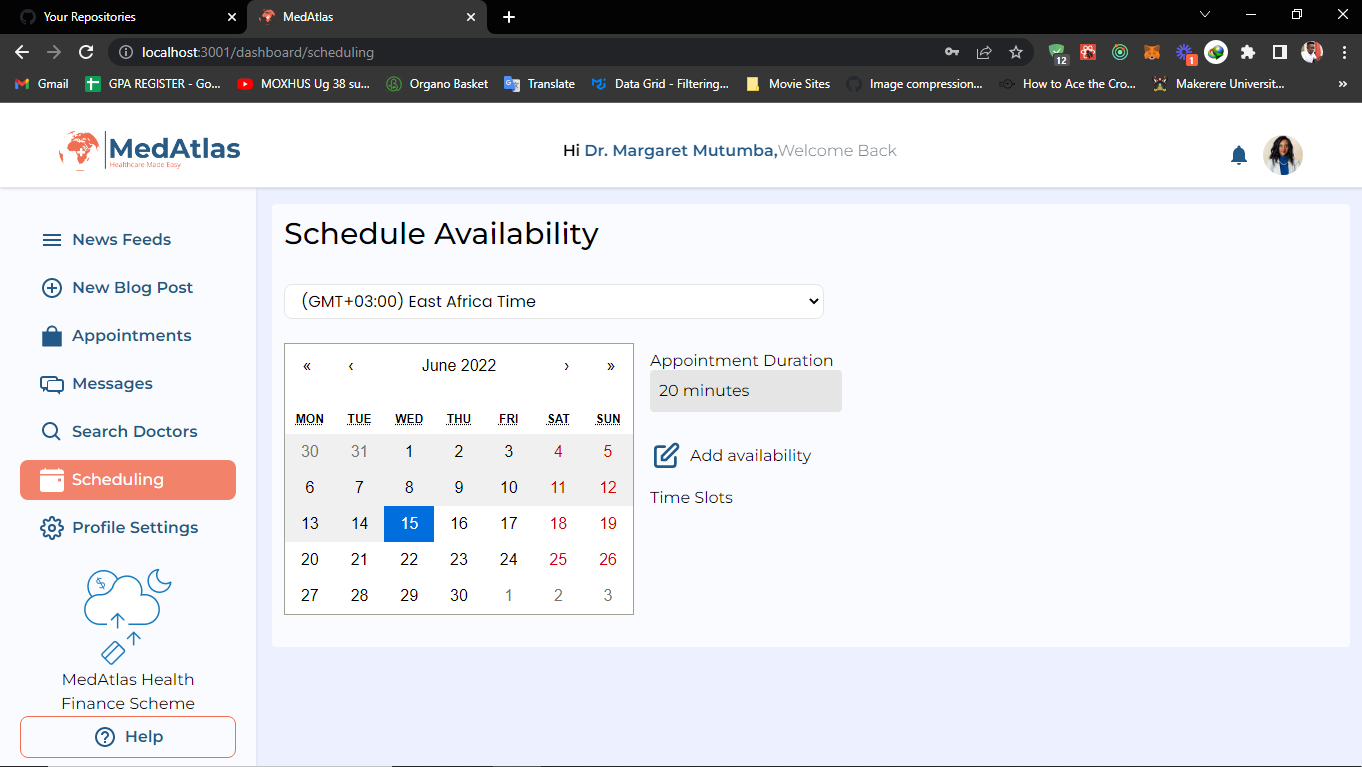 Your Repositories
MedAtlas
localhost:3001/dashboard/scheduling
12
1
Gmail
GPA REGISTER - Go...
MOXHUS Ug 38 su...
Organo Basket
Translate
Data Grid - Filtering...
Movie Sites
Image compression...
How to Ace the Cro...
Makerere Universit...
»
MedAtlas
Healthcare Made Easy
Hi Dr. Margaret Mutumba,Welcome Back
News Feeds
New Blog Post
Appointments
Messages
Search Doctors
Scheduling
Profile Settings
$
MedAtlas Health
Finance Scheme
Help
Schedule Availability
(GMT+03:00) East Africa Time
« ‹ June 2022 › »
MON TUE WED THU FRI SAT SUN
30 31 1 2 3 4 5
6 7 8 9 10 11 12
13 14 15 16 17 18 19
20 21 22 23 24 25 26
27 28 29 30 1 2 3
Appointment Duration
20 minutes
Add availability
Time Slots